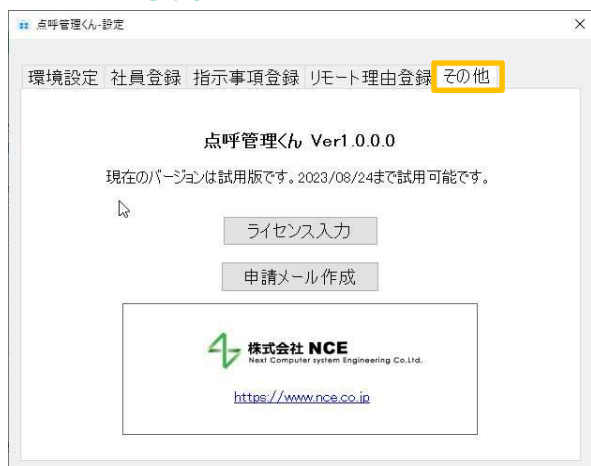 点呼管理くん-設定
環境設定 社員登録 指示事項登録 リモート理由登録 その他
点呼管理くん Ver1.0.0.0
現在のバージョンは試用版です。2023/08/24まで試用可能です。
ライセンス入力
申請メール作成
株式会社 NCE
Next Computer system Engineering Co.Ltd.
https://www.nce.co.jp